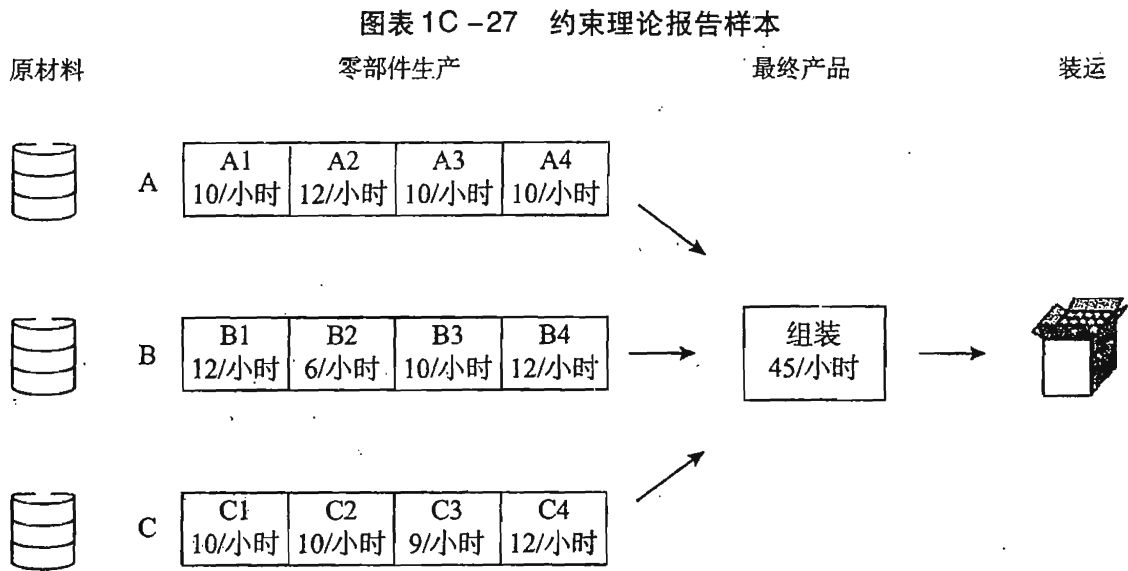 图表1C-27 约束理论报告样本
原材料 零部件生产 最终产品 装运
A
A1 A2 A3 A4
10/小时 12/小时 10/小时 10/小时
B
B1 B2 B3 B4
12/小时 6/小时 10/小时 12/小时
组装
45/小时
C
C1 C2 C3 C4
10/小时 10/小时 9/小时 12/小时